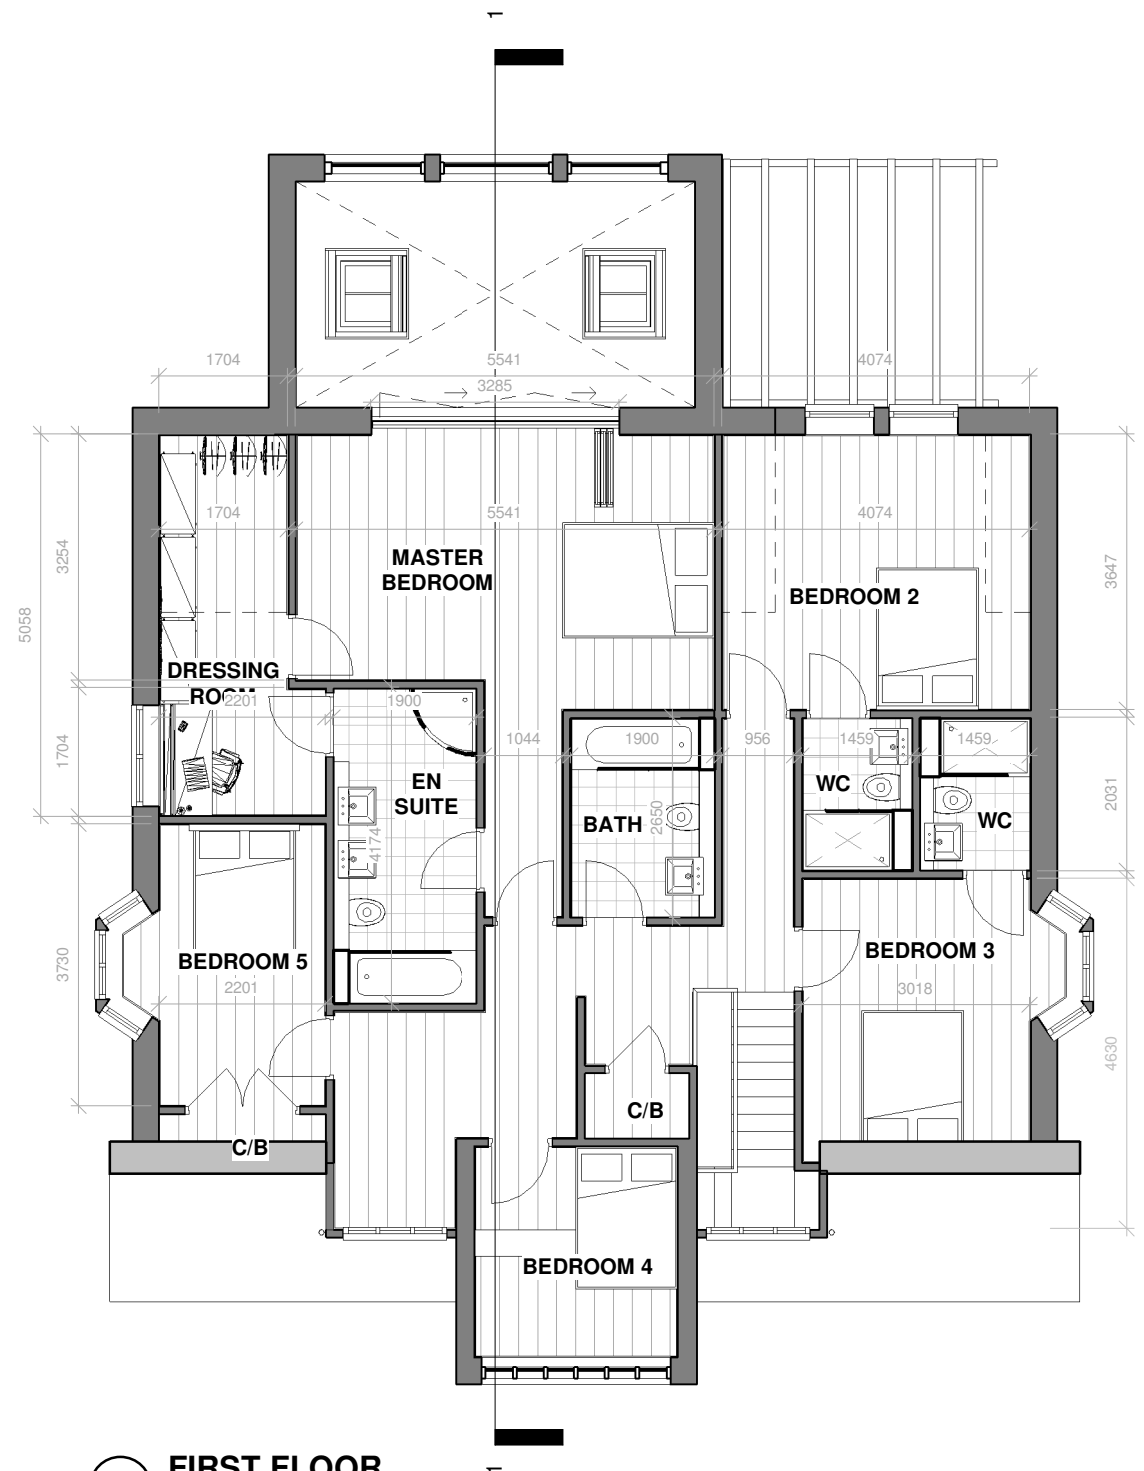 1
1704
5541
4074
3285
1704
5541
4074
3254
5058
3647
MASTER
BEDROOM
BEDROOM 2
DRESSING
ROOM
2201
1900
1044
1900
956
1459
1459
1704
2031
EN
SUITE
WC
WC
BATH
2650
4174
BEDROOM 5
2201
BEDROOM 3
3018
3730
4630
C/B
C/B
BEDROOM 4
FIRST FLOOR
1